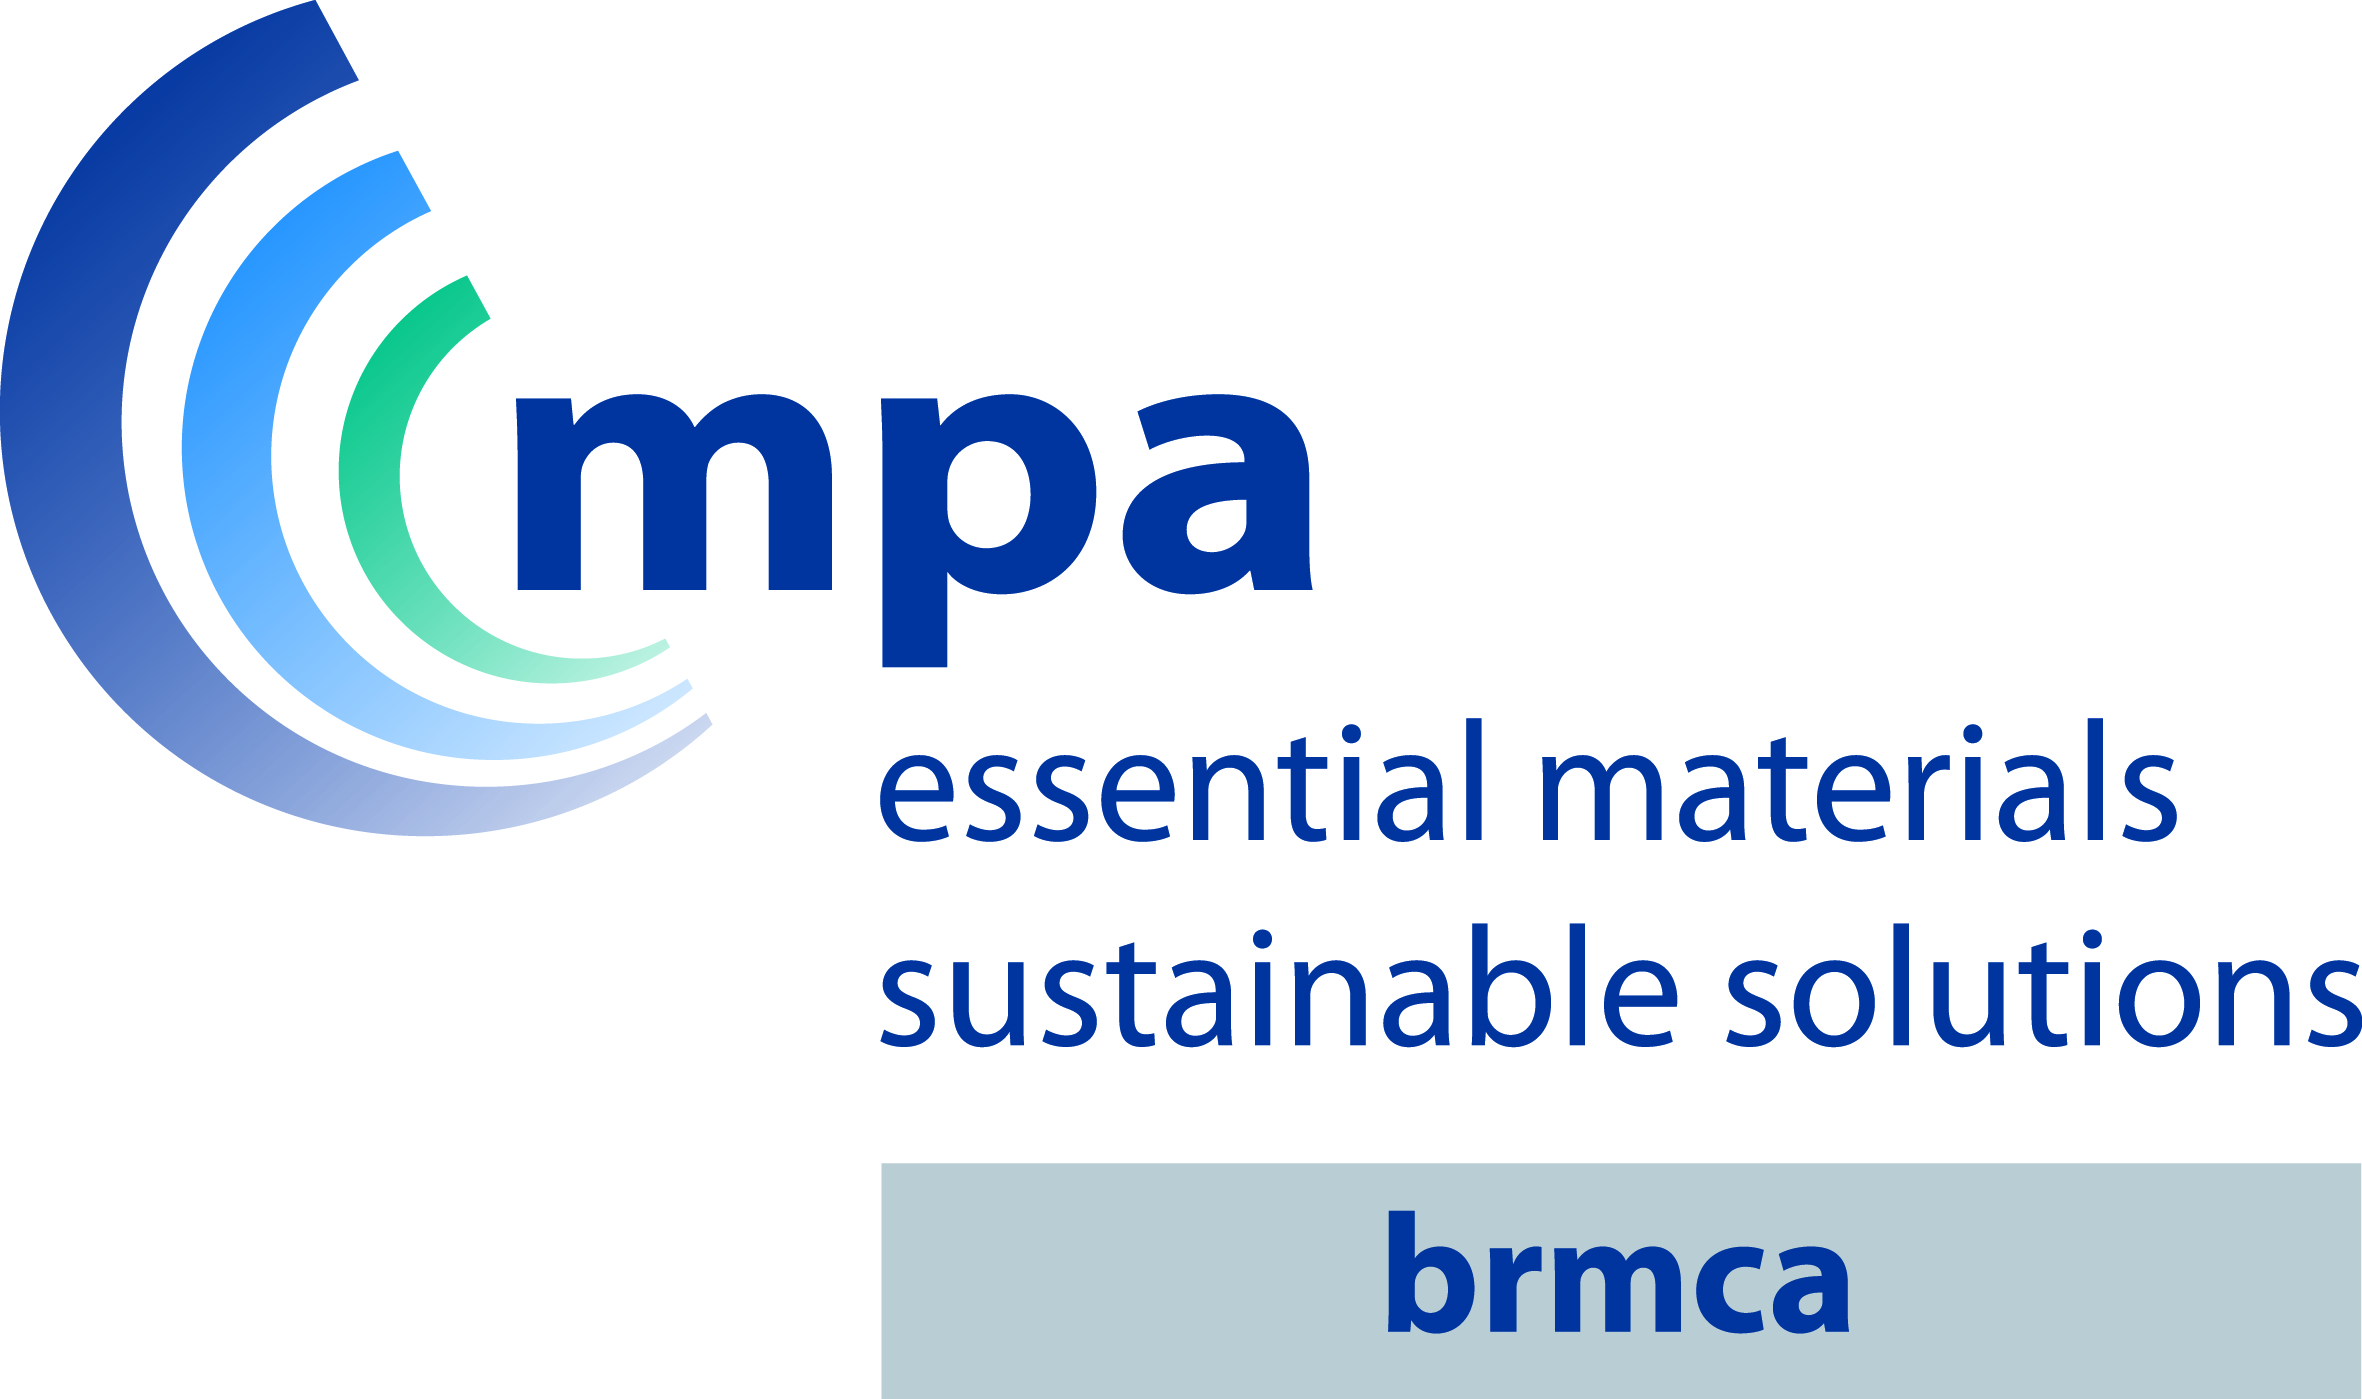 mpa
essential materials
sustainable solutions
brmca